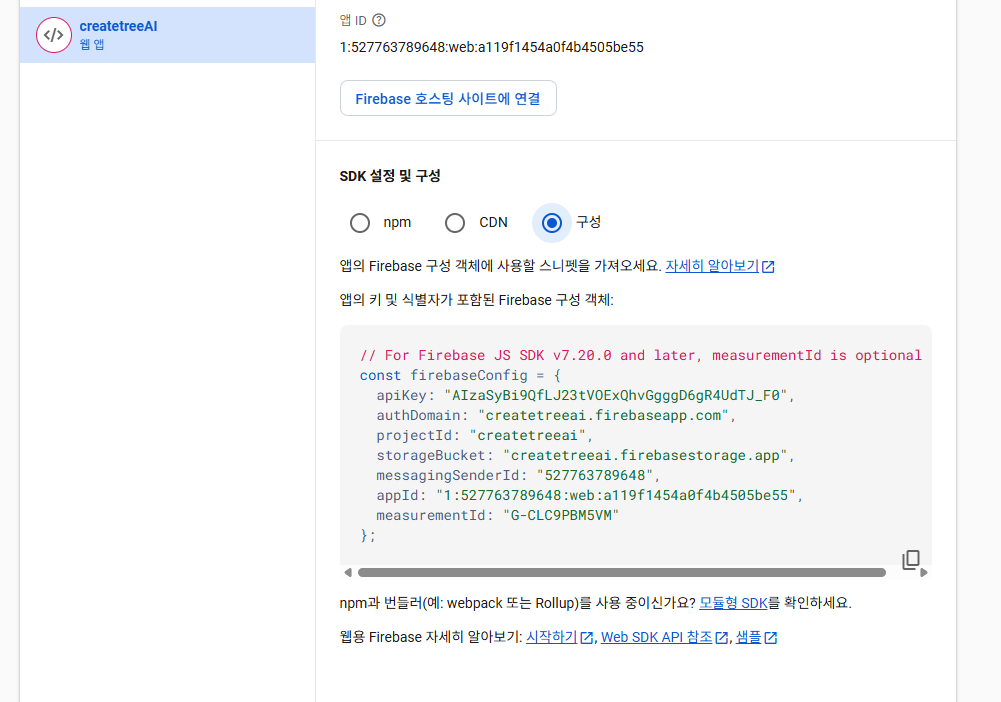 createtreeAI
웹 앱
앱 ID
1:527763789648:web:a119f1454a0f4b4505be55
Firebase 호스팅 사이트에 연결
SDK 설정 및 구성
npm
CDN
구성
앱의 Firebase 구성 객체에 사용할 스니펫을 가져오세요. 자세히 알아보기
앱의 키 및 식별자가 포함된 Firebase 구성 객체:
// For Firebase JS SDK v7.20.0 and later, measurementId is optional
const firebaseConfig = {
apiKey: "AIzaSyBi9QfLJ23tVOExQhvGgggD6gR4UdTJ_F0",
authDomain: "createtreeai.firebaseapp.com",
projectId: "createtreeai",
storageBucket: "createtreeai.firebasestorage.app",
messagingSenderId: "527763789648",
appId: "1:527763789648:web:a119f1454a0f4b4505be55",
measurementId: "G-CLC9PBM5VM"
};
npm과 번들러(예: webpack 또는 Rollup)를 사용 중이신가요? 모듈형 SDK를 확인하세요.
웹용 Firebase 자세히 알아보기: 시작하기, Web SDK API 참조, 샘플